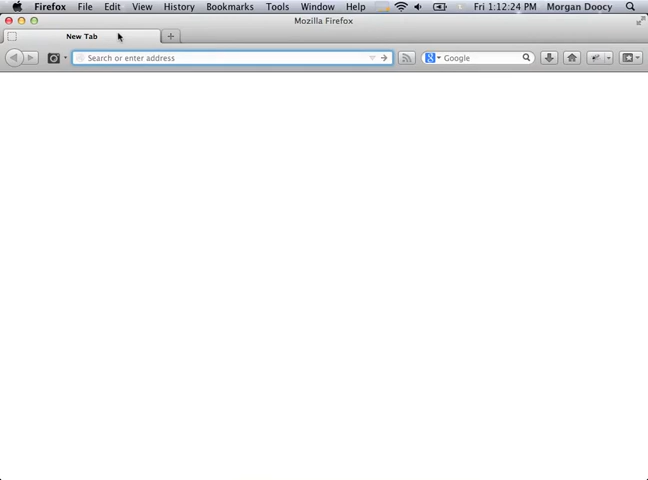 Firefox File Edit View History Bookmarks Tools Window Help Fri 1:12:24 PM Morgan Doocy
Mozilla Firefox
New Tab
Search or enter address Google